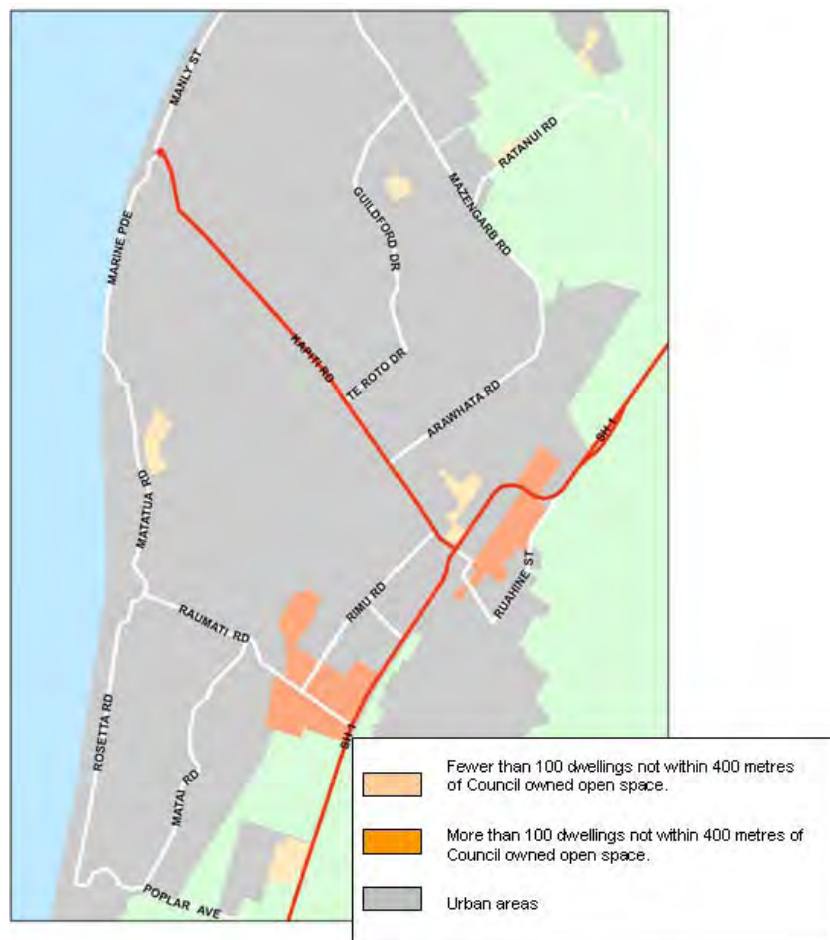 MANLY ST
RATANUI RD
MAZENGARB RD
GUILDFORD DR
MARINE PDE
KAPITI RD
TE ROTO DR
ARAWHATA RD
SH 1
MATATUA RD
RUAHINE ST
RIMU RD
RAUMATI RD
ROSETTA RD
SH 1
MATAI RD
POPLAR AVE
Fewer than 100 dwellings not within 400 metres
of Council owned open space.
More than 100 dwellings not within 400 metres of
Council owned open space.
Urban areas